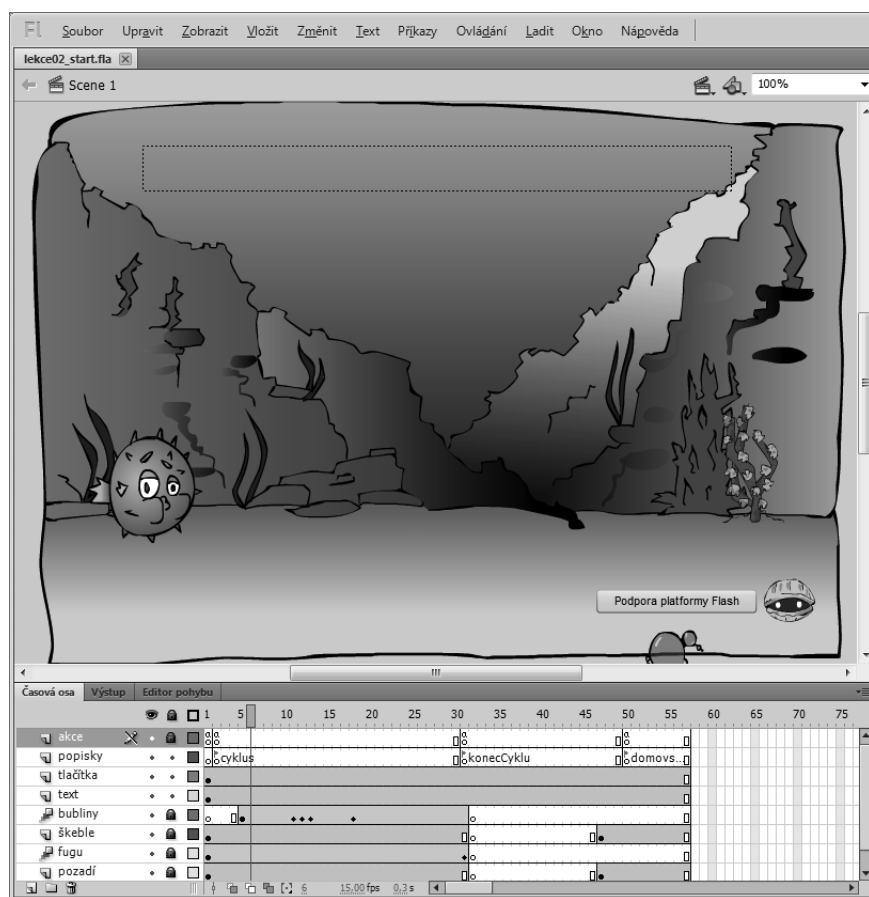 Fl Soubor Upravit Zobrazit Vložit Změnit Text Příkazy Ovládání Ladit Okno Nápověda
lekce02_start.fla
Scene 1 100%
Podpora platformy Flash
Časová osa Výstup Editor pohybu
1 5 10 15 20 25 30 35 40 45 50 55 60 65 70 75
akce a a a a
popisky cyklus konecCyklu domovs...
tlačítka
text
bubliny
škeble
fugu
pozadí
6 15,00 fps 0,3 s